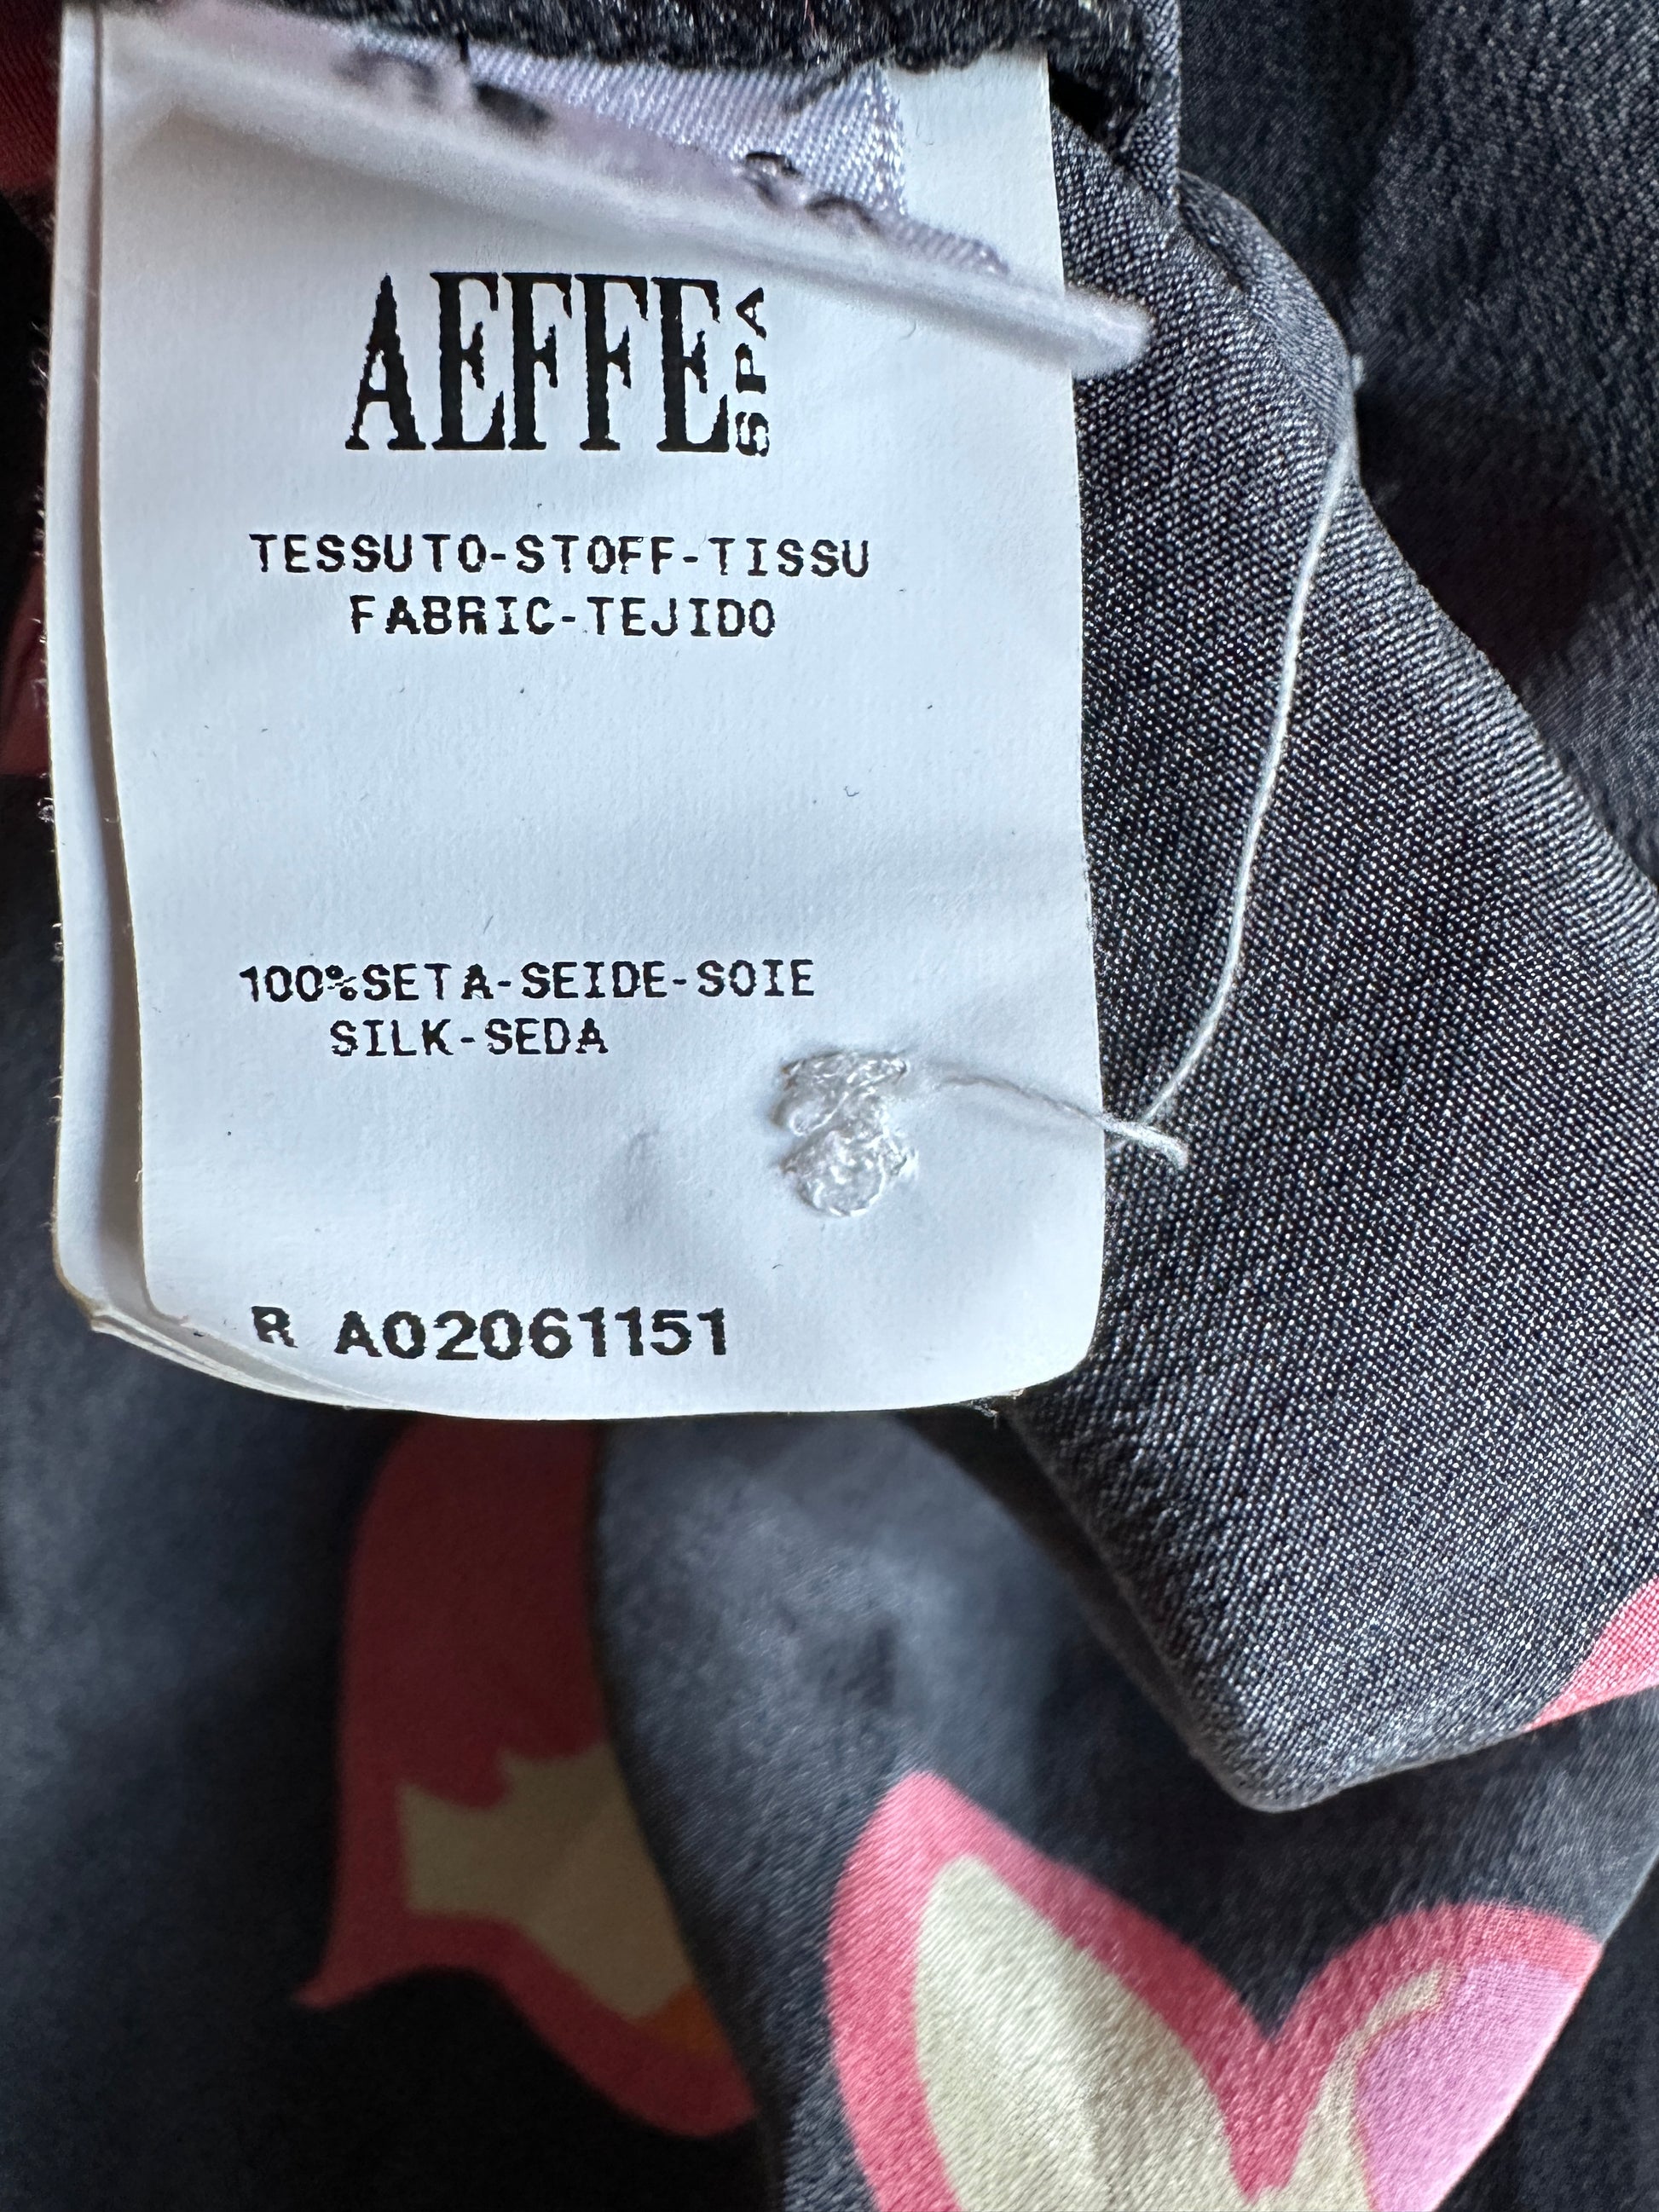 AEFFE SPA
TESSUTO-STOFF-TISSU
FABRIC-TEJIDO
100%SETA-SEIDE-SOIE
SILK-SEDA
R A02061151